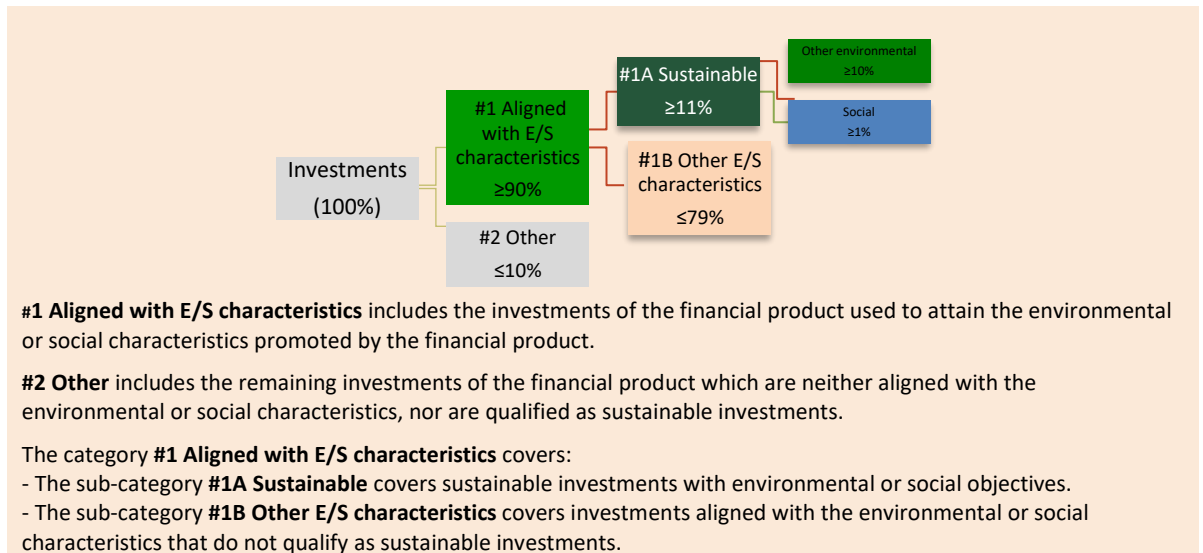 Other environmental
≥10%
#1A Sustainable
≥11%
Social
≥1%
#1 Aligned
with E/S
characteristics
≥90%
#1B Other E/S
characteristics
≤79%
Investments
(100%)
#2 Other
≤10%
#1 Aligned with E/S characteristics includes the investments of the financial product used to attain the environmental
or social characteristics promoted by the financial product.
#2 Other includes the remaining investments of the financial product which are neither aligned with the
environmental or social characteristics, nor are qualified as sustainable investments.
The category #1 Aligned with E/S characteristics covers:
- The sub-category #1A Sustainable covers sustainable investments with environmental or social objectives.
- The sub-category #1B Other E/S characteristics covers investments aligned with the environmental or social
characteristics that do not qualify as sustainable investments.